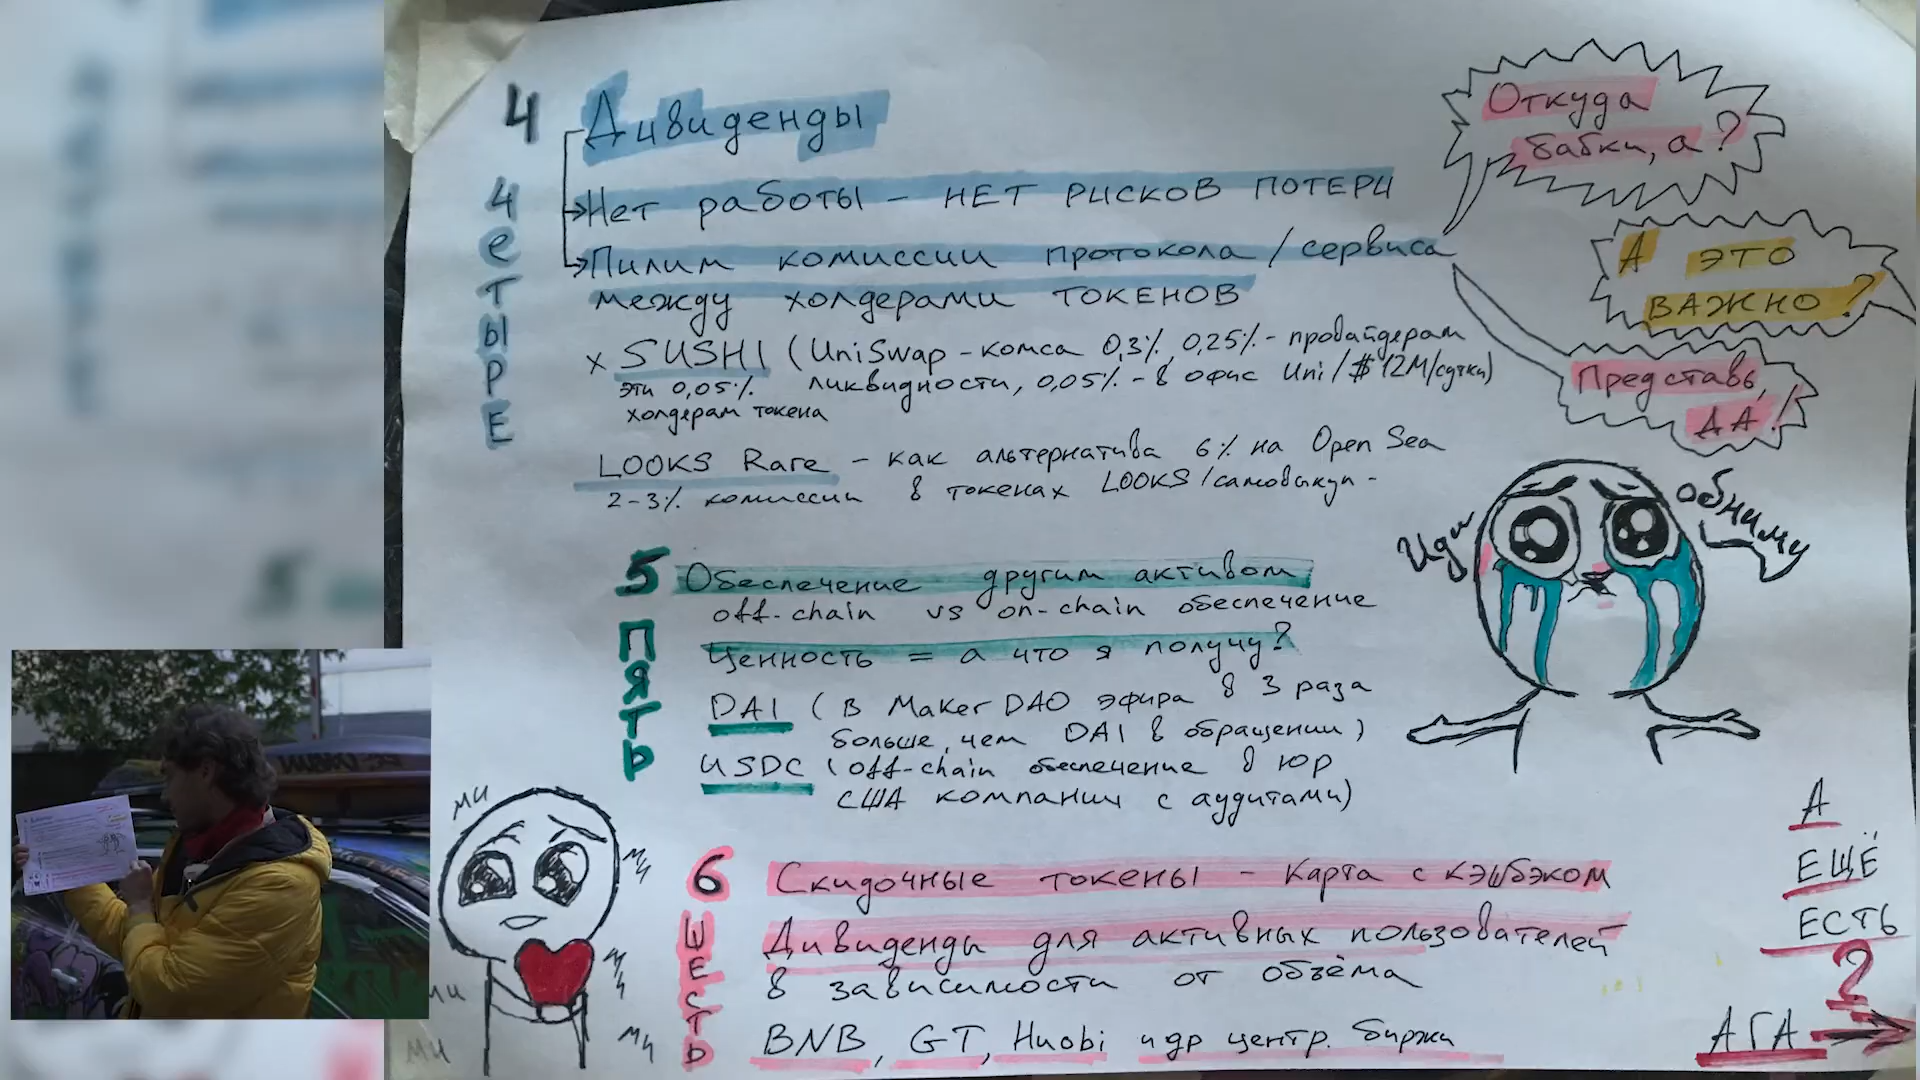 4 Дивиденды
ЧЕТЫРЕ
Нет работы - НЕТ РИСКОВ ПОТЕРИ
Пилим комиссии протокола / сервиса
между холдерами ТОКЕНОВ
x SUSHI (UniSwap - комса 0,3% 0,25% - провайдерам
эти 0,05% ликвидности, 0,05% - в офис Uni / $12M/сутки)
холдерам токена
LOOKS Rare - как альтернатива 6% на Open Sea
2-3% комиссии в токенах LOOKS / самовыкуп -
Откуда
бабки, а?
А ЭТО
ВАЖНО?
Представь,
ДА!
Иди обниму
5 Обеспечение другим активом
ПЯТЬ
off-chain vs on-chain обеспечение
Ценность = а что я получу?
DAI (в MakerDAO эфира в 3 раза
больше, чем DAI в обращении)
USDC (off-chain обеспечение в юр
США компании с аудитами)
ми
ми
ми
ми
ми
ми
6 Скидочные токены - Карта с кэшбэком
ШЕСТЬ
Дивиденды для активных пользователей
в зависимости от объёма
BNB, GT, Huobi и др центр. биржи
А
ЕЩЁ
ЕСТЬ
?
АГА →